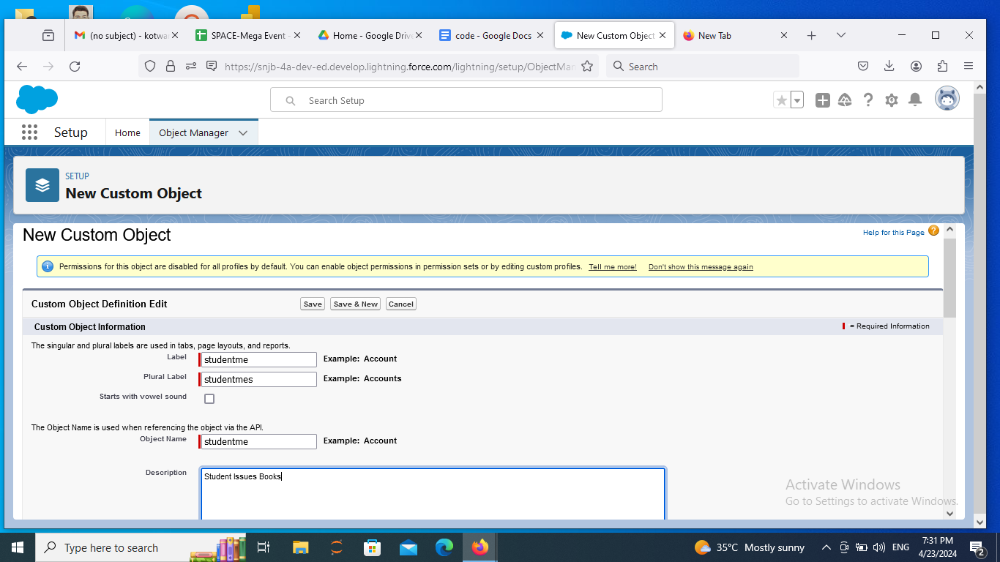 (no subject) - kotwa
SPACE-Mega Event -
Home - Google Drive
code - Google Docs
New Custom Object
New Tab
https://snjb-4a-dev-ed.develop.lightning.force.com/lightning/setup/ObjectMan
Search
Search Setup
Setup
Home
Object Manager
SETUP
New Custom Object
New Custom Object
Help for this Page
Permissions for this object are disabled for all profiles by default. You can enable object permissions in permission sets or by editing custom profiles. Tell me more! Don't show this message again
Custom Object Definition Edit
Save
Save & New
Cancel
Custom Object Information
= Required Information
The singular and plural labels are used in tabs, page layouts, and reports.
Label
studentme
Example: Account
Plural Label
studentmes
Example: Accounts
Starts with vowel sound
The Object Name is used when referencing the object via the API.
Object Name
studentme
Example: Account
Description
Student Issues Books
Activate Windows
Go to Settings to activate Windows.
Type here to search
35°C Mostly sunny
ENG
7:31 PM
4/23/2024
2